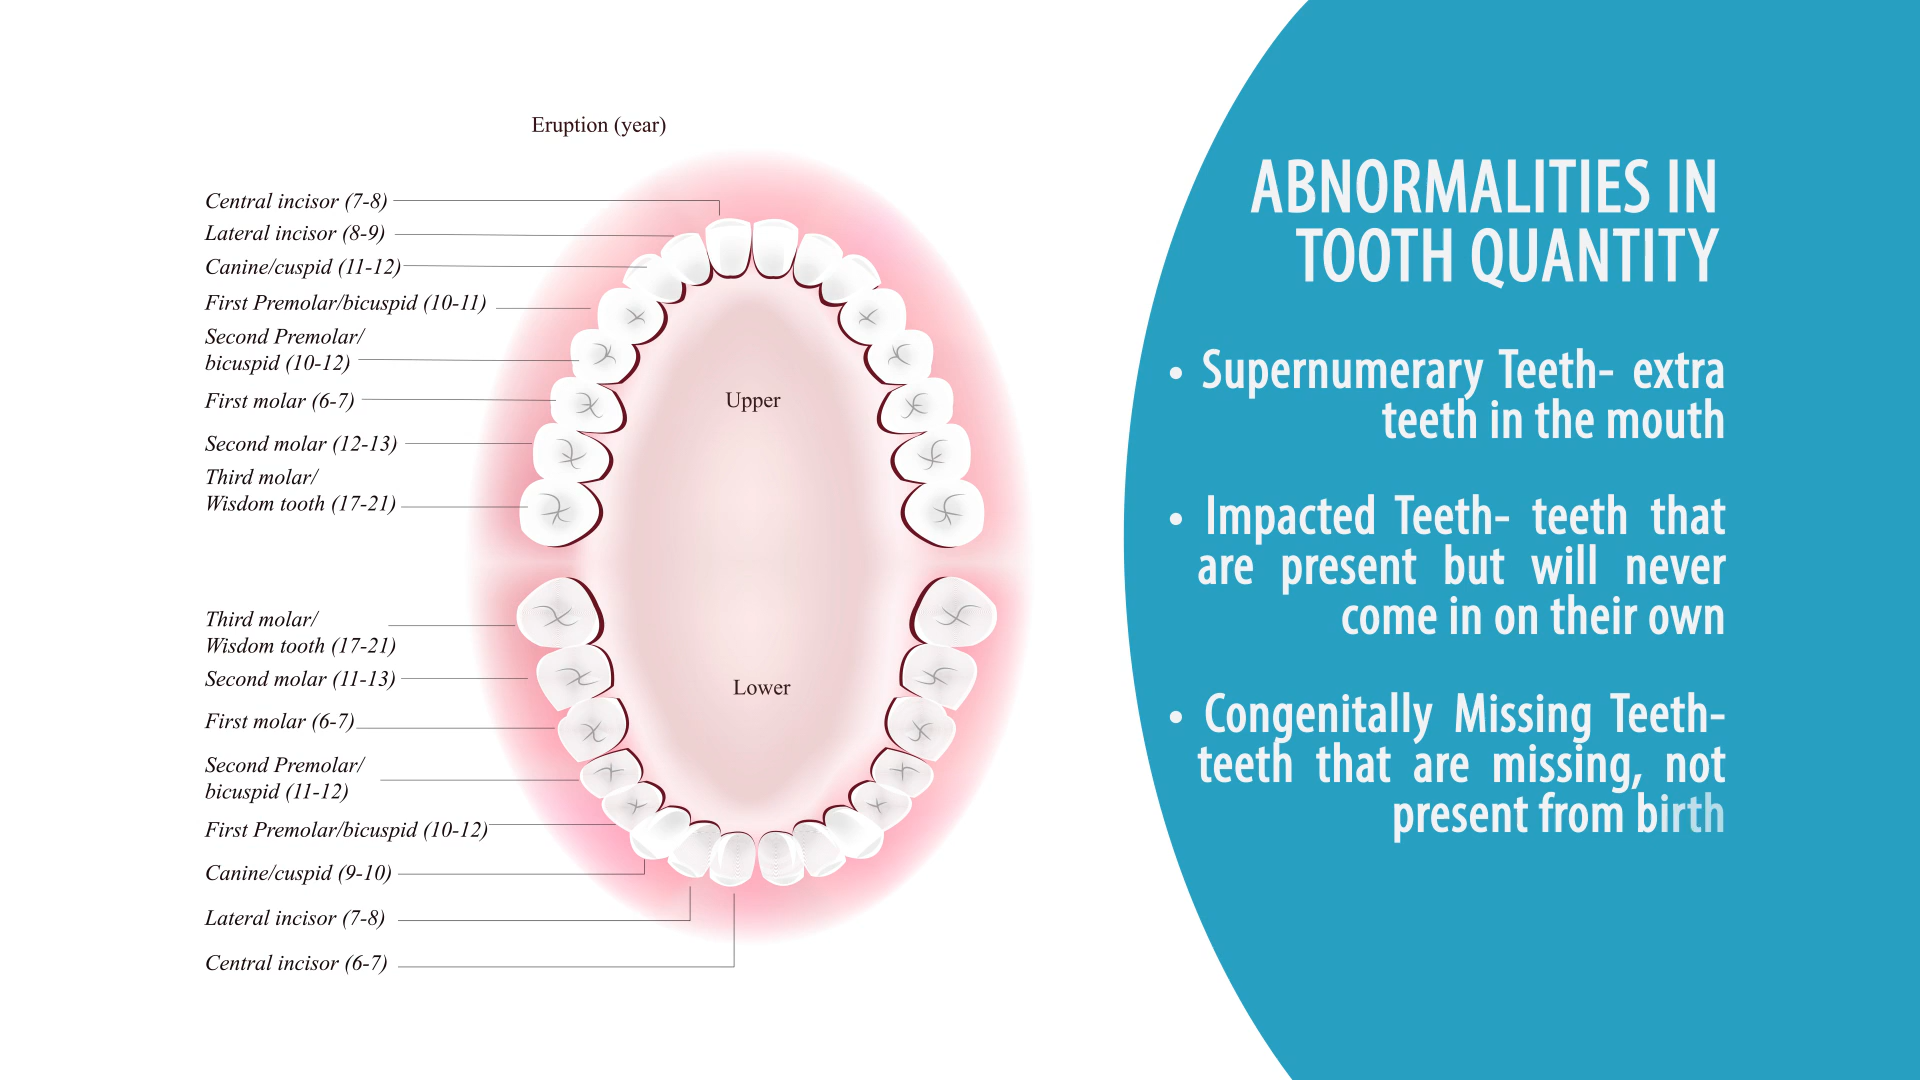 Eruption (year)
Central incisor (7-8)
Lateral incisor (8-9)
Canine/cuspid (11-12)
First Premolar/bicuspid (10-11)
Second Premolar/
bicuspid (10-12)
First molar (6-7)
Second molar (12-13)
Third molar/
Wisdom tooth (17-21)
Upper
Third molar/
Wisdom tooth (17-21)
Second molar (11-13)
First molar (6-7)
Second Premolar/
bicuspid (11-12)
First Premolar/bicuspid (10-12)
Canine/cuspid (9-10)
Lateral incisor (7-8)
Central incisor (6-7)
Lower
ABNORMALITIES IN
TOOTH QUANTITY
• Supernumerary Teeth- extra
teeth in the mouth
• Impacted Teeth- teeth that
are present but will never
come in on their own
• Congenitally Missing Teeth-
teeth that are missing, not
present from birth